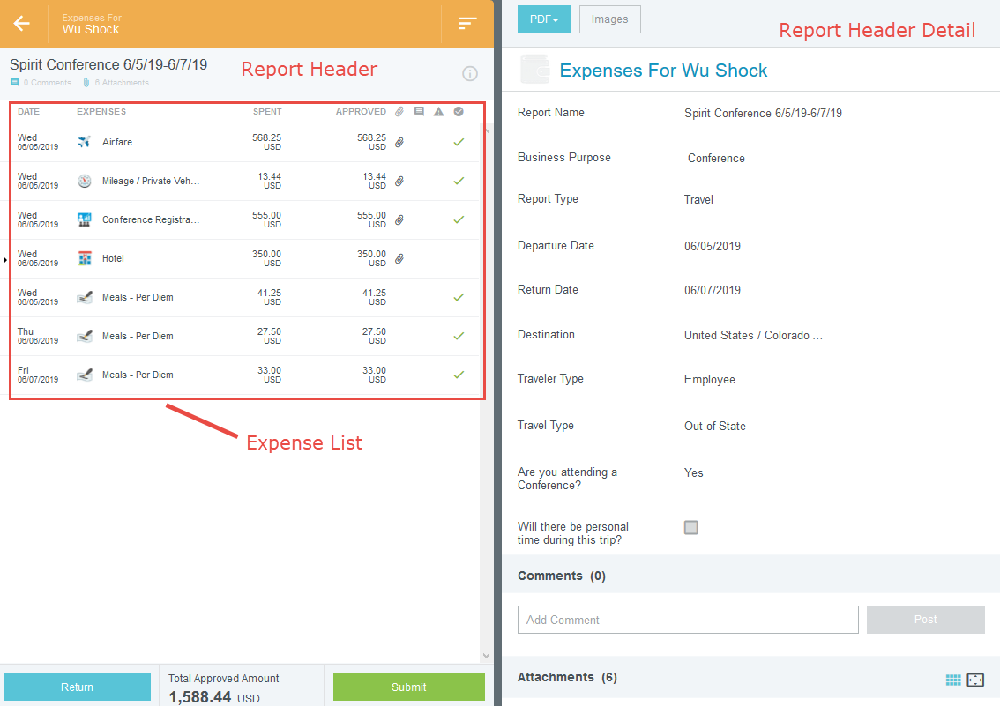 Expenses For
Wu Shock
Spirit Conference 6/5/19-6/7/19
Report Header
0 Comments 6 Attachments
DATE EXPENSES SPENT APPROVED
Wed
06/05/2019
Airfare
568.25
USD
568.25
USD
Wed
06/05/2019
Mileage / Private Veh...
13.44
USD
13.44
USD
Wed
06/05/2019
Conference Registra...
555.00
USD
555.00
USD
Wed
06/05/2019
Hotel
350.00
USD
350.00
USD
Wed
06/05/2019
Meals - Per Diem
41.25
USD
41.25
USD
Thu
06/06/2019
Meals - Per Diem
27.50
USD
27.50
USD
Fri
06/07/2019
Meals - Per Diem
33.00
USD
33.00
USD
Expense List
Return
Total Approved Amount
1,588.44 USD
Submit
PDF
Images
Report Header Detail
Expenses For Wu Shock
Report Name Spirit Conference 6/5/19-6/7/19
Business Purpose Conference
Report Type Travel
Departure Date 06/05/2019
Return Date 06/07/2019
Destination United States / Colorado ...
Traveler Type Employee
Travel Type Out of State
Are you attending a
Conference?
Yes
Will there be personal
time during this trip?
Comments (0)
Add Comment
Post
Attachments (6)